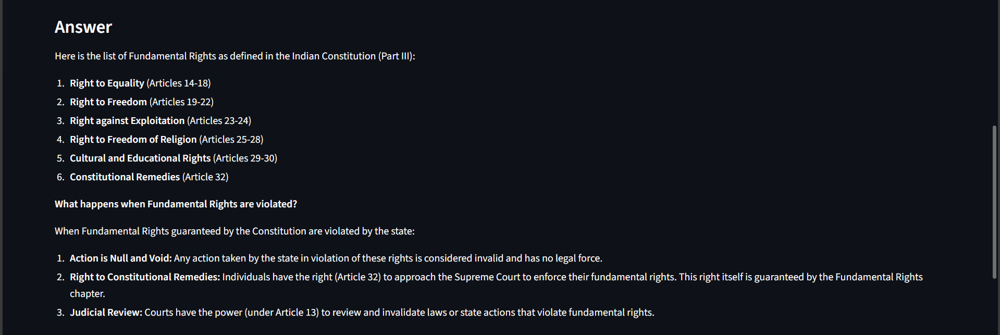 Answer
Here is the list of Fundamental Rights as defined in the Indian Constitution (Part III):
1. Right to Equality (Articles 14-18)
2. Right to Freedom (Articles 19-22)
3. Right against Exploitation (Articles 23-24)
4. Right to Freedom of Religion (Articles 25-28)
5. Cultural and Educational Rights (Articles 29-30)
6. Constitutional Remedies (Article 32)
What happens when Fundamental Rights are violated?
When Fundamental Rights guaranteed by the Constitution are violated by the state:
1. Action is Null and Void: Any action taken by the state in violation of these rights is considered invalid and has no legal force.
2. Right to Constitutional Remedies: Individuals have the right (Article 32) to approach the Supreme Court to enforce their fundamental rights. This right itself is guaranteed by the Fundamental Rights
chapter.
3. Judicial Review: Courts have the power (under Article 13) to review and invalidate laws or state actions that violate fundamental rights.